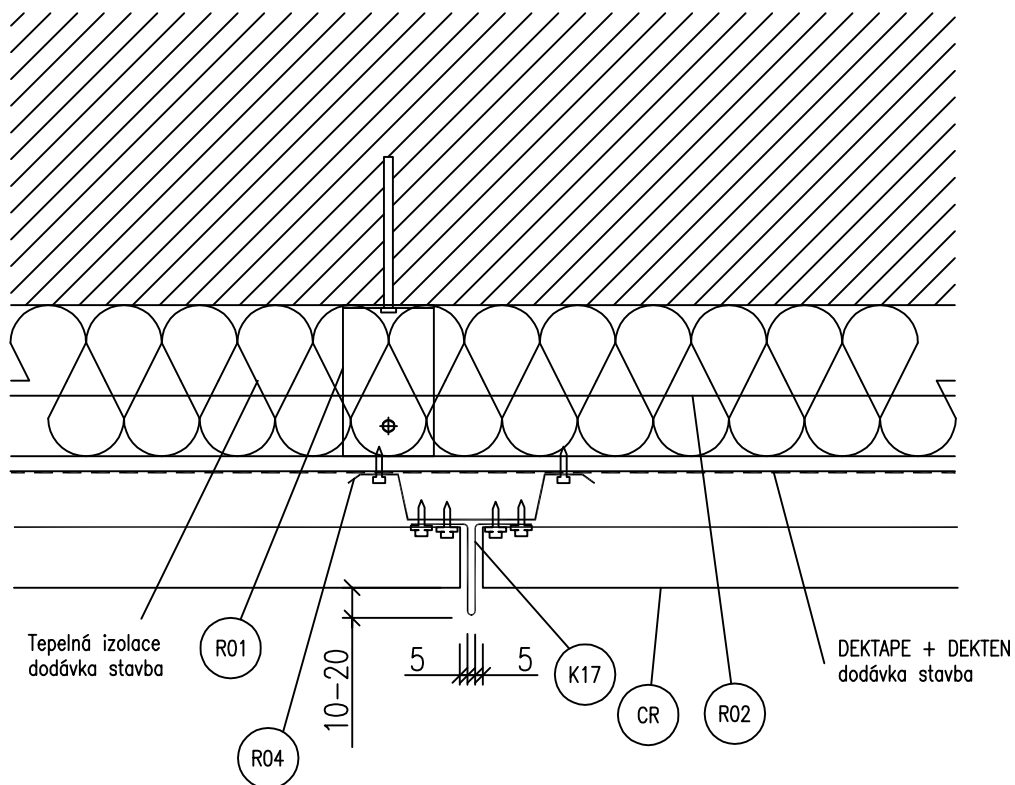 Tepelná izolace
dodávka stavba
R01
R04
10-20
5
5
K17
CR
R02
DEKTAPE + DEKTEN
dodávka stavba